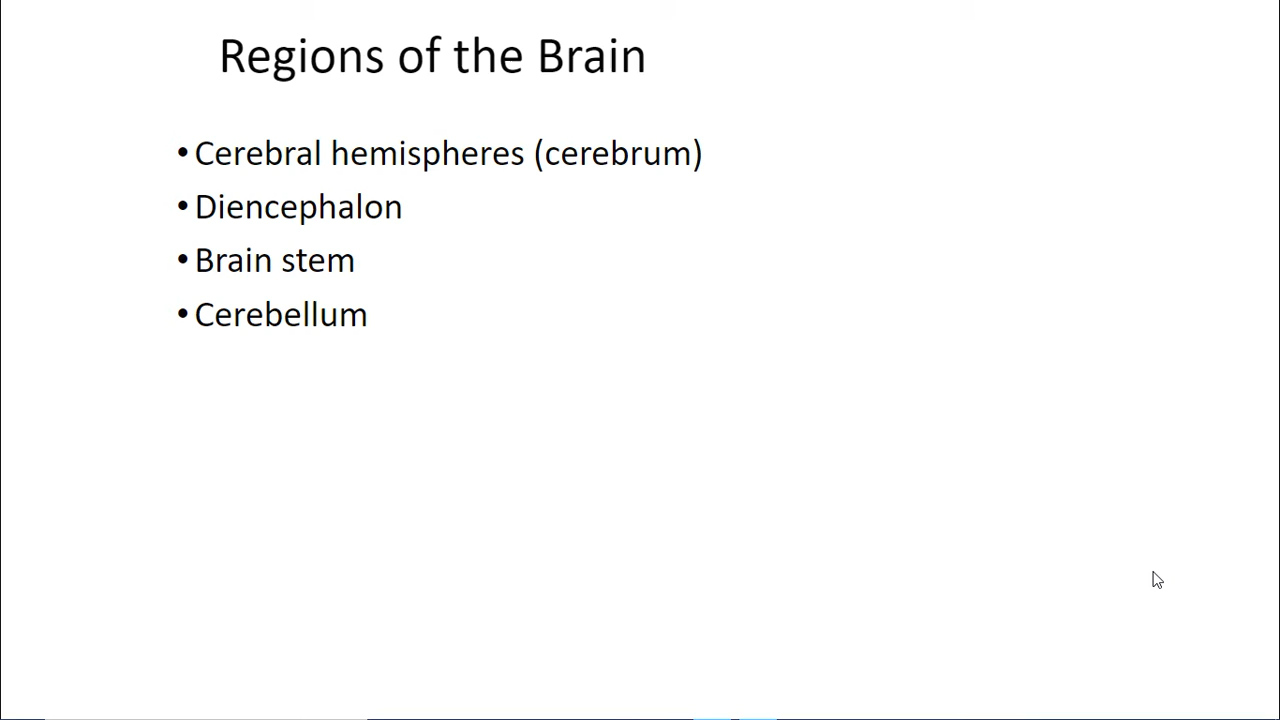 Regions of the Brain
•Cerebral hemispheres (cerebrum)
•Diencephalon
•Brain stem
•Cerebellum